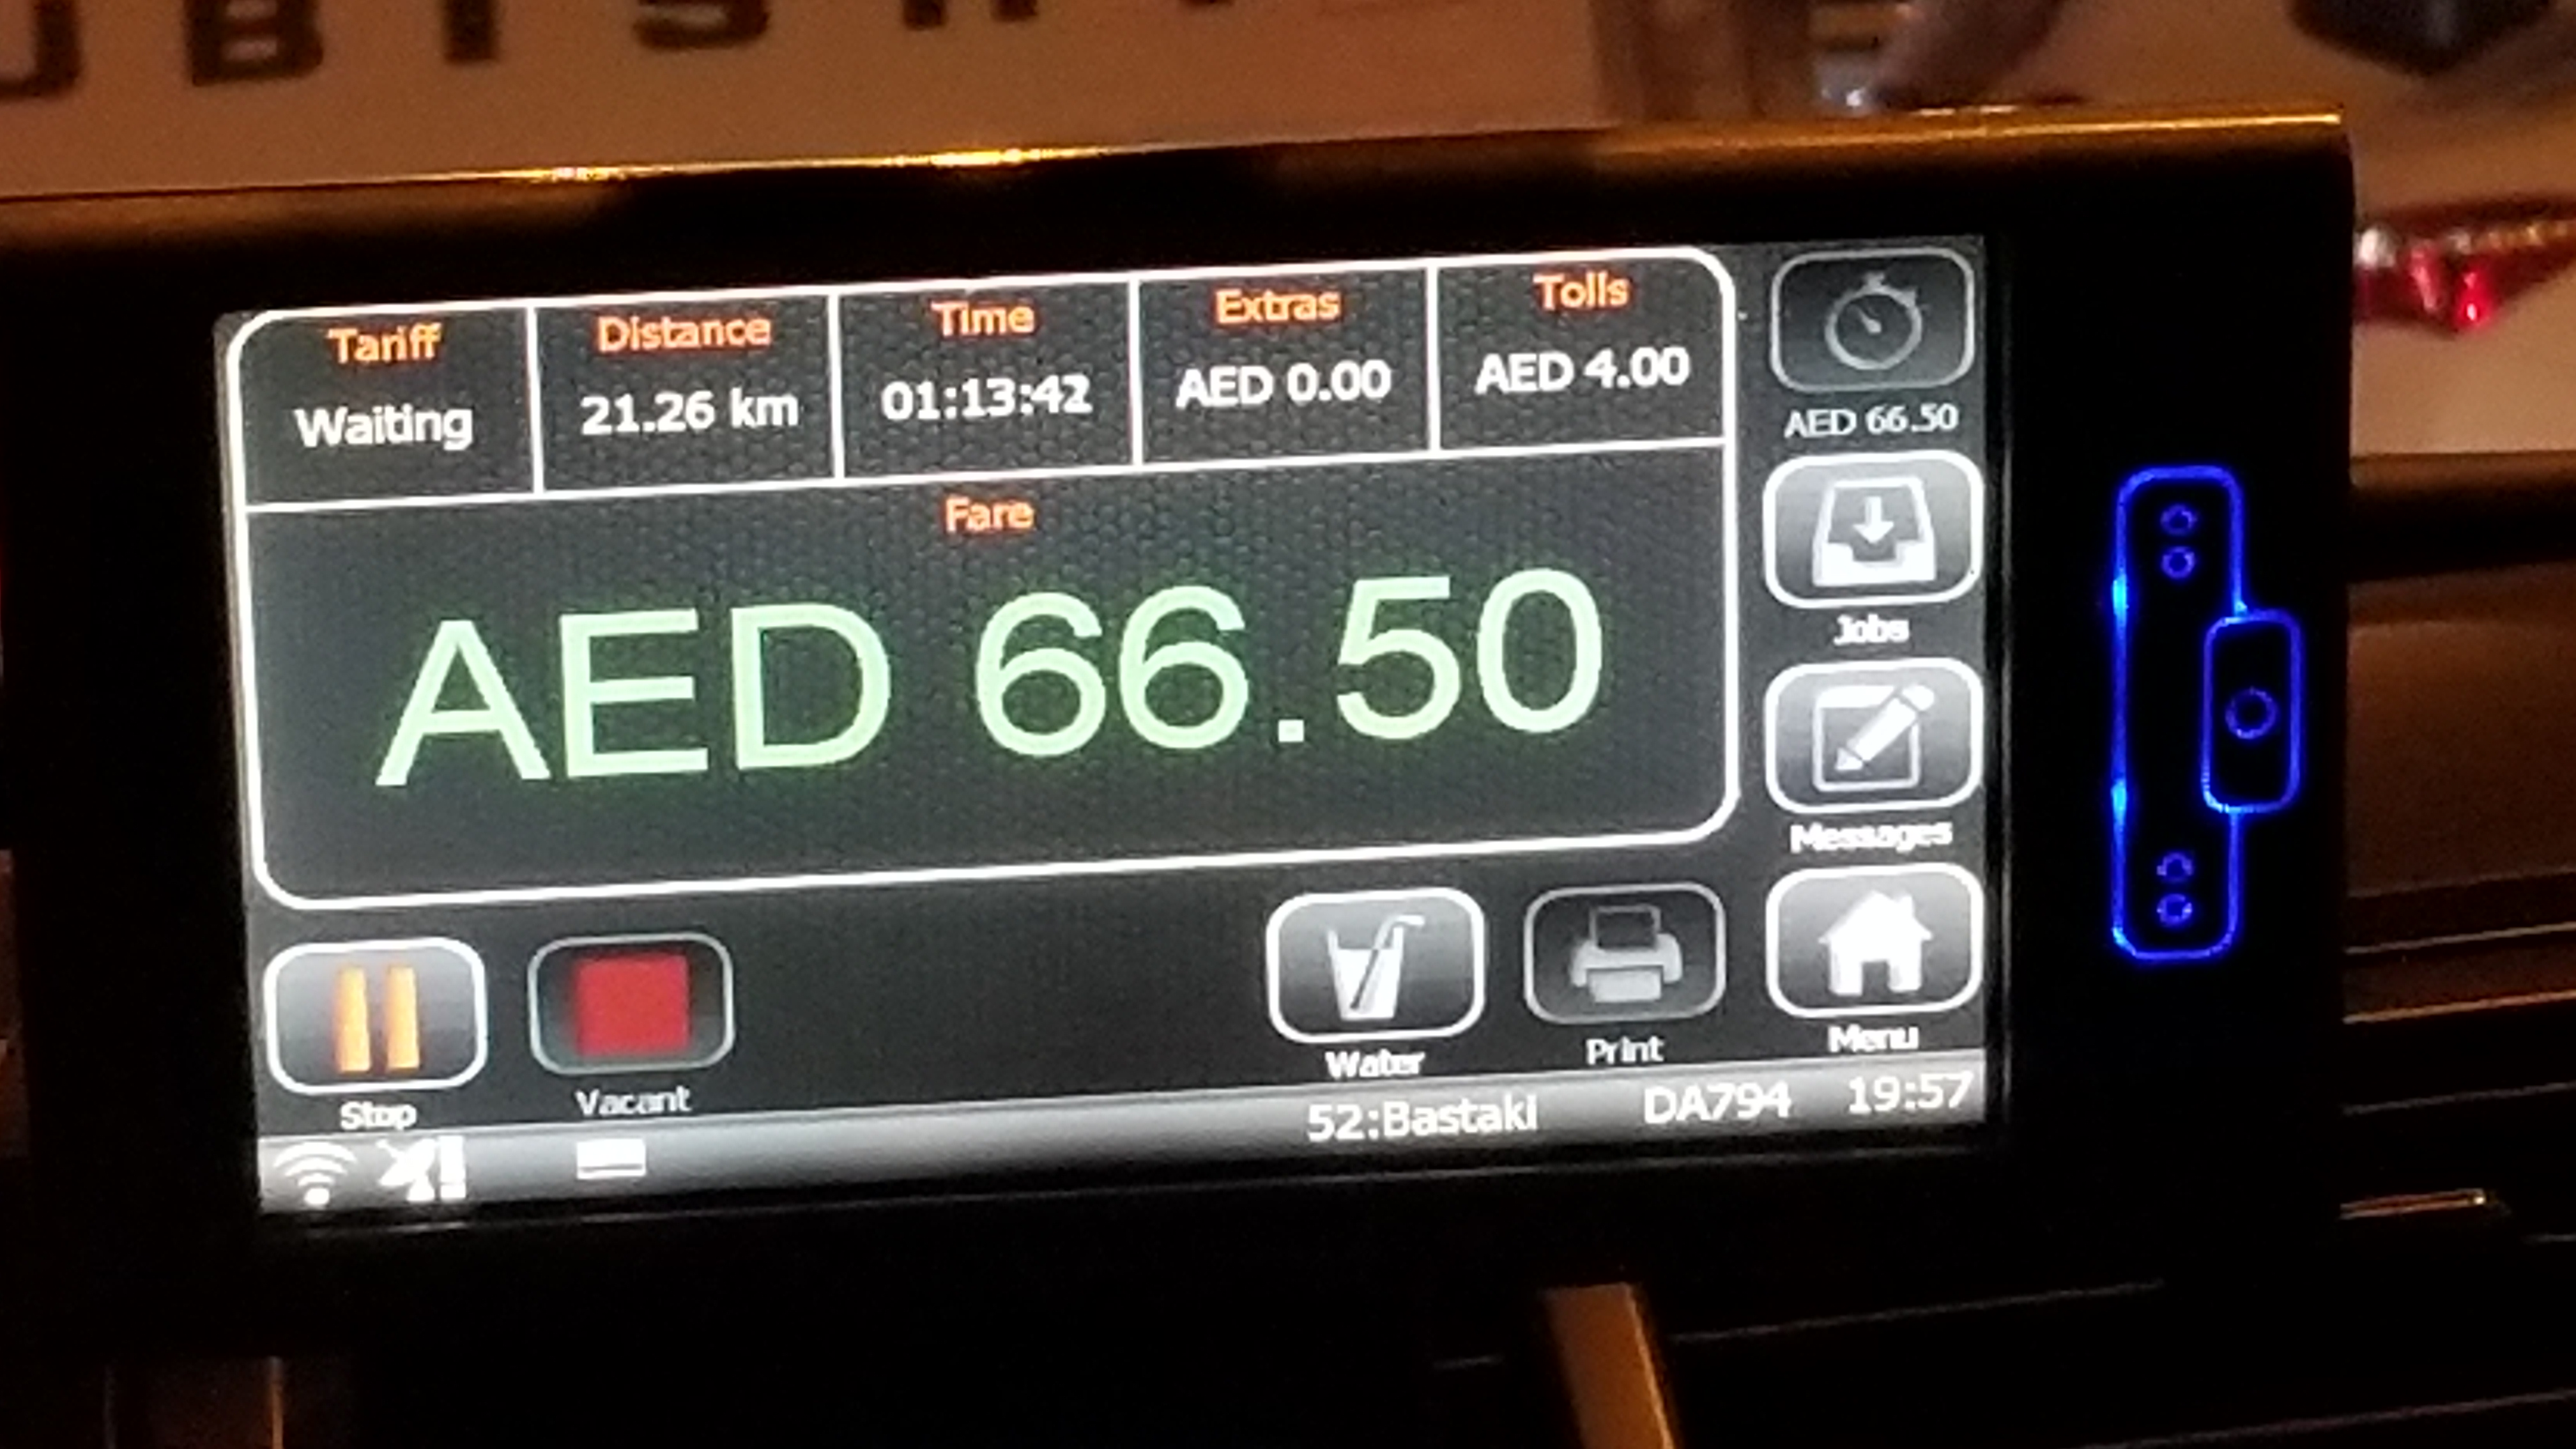 Tariff Distance Time Extras Tolls
Waiting 21.26 km 01:13:42 AED 0.00 AED 4.00
AED 66.50
Fare
AED 66.50
Jobs
Messages
Stop Vacant Water Print Menu
52:Bastaki DA794 19:57